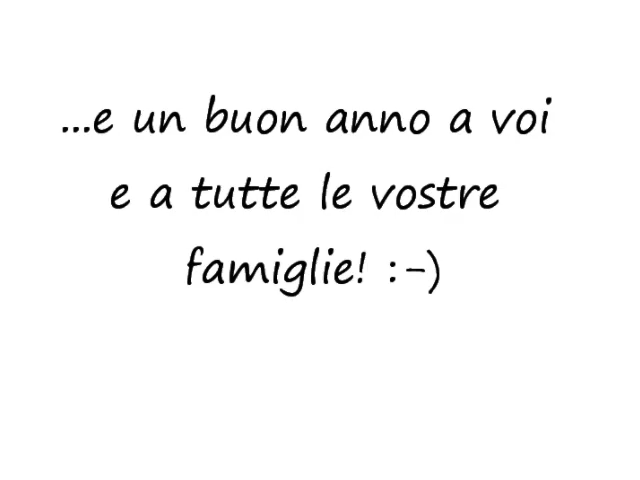 ...e un buon anno a voi
e a tutte le vostre
famiglie! :-)